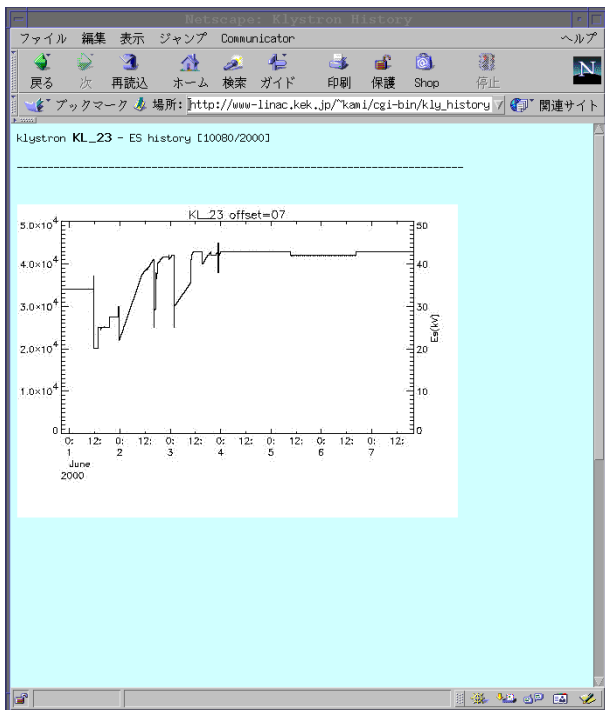 Netscape: Klystron History
ファイル 編集 表示 ジャンプ Communicator ヘルプ
戻る 次 再読込 ホーム 検索 ガイド 印刷 保護 Shop 停止
N
ブックマーク 場所: http://www-linac.kek.jp/~kami/cgi-bin/kly_history 関連サイト
klystron KL_23 - ES history [10080/2000]
KL_23 offset=07
5.0×10⁴ 50
4.0×10⁴ 40
3.0×10⁴ 30
Es(kV)
2.0×10⁴ 20
1.0×10⁴ 10
0 0
0: 12: 0: 12: 0: 12: 0: 12: 0: 12: 0: 12: 0: 12:
1 2 3 4 5 6 7
June
2000